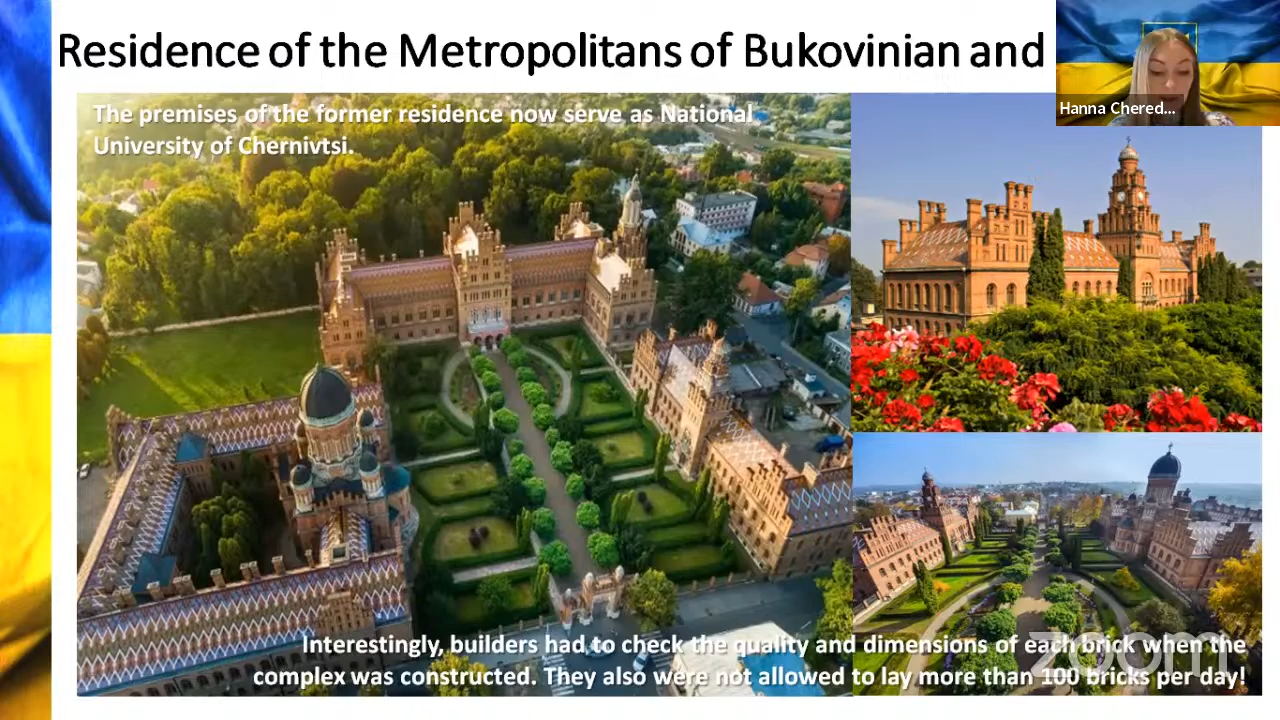 Residence of the Metropolitans of Bukovinian and
Hanna Chered...
The premises of the former residence now serve as National
University of Chernivtsi.
Interestingly, builders had to check the quality and dimensions of each brick when the
complex was constructed. They also were not allowed to lay more than 100 bricks per day!
zoom